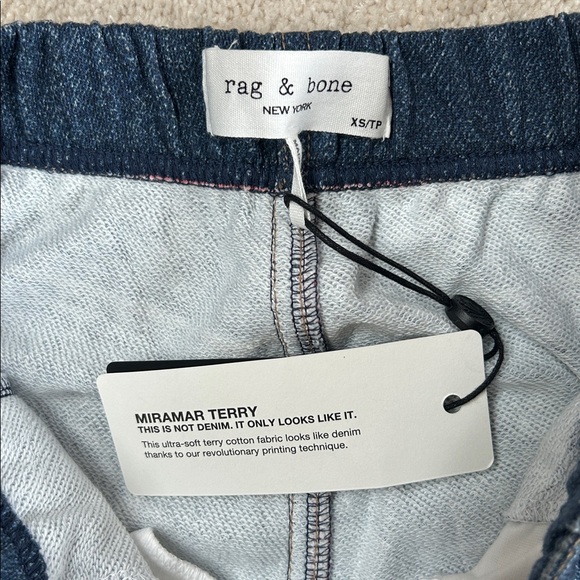 rag & bone
NEW YORK
XS/TP
MIRAMAR TERRY
THIS IS NOT DENIM. IT ONLY LOOKS LIKE IT.
This ultra-soft terry cotton fabric looks like denim
thanks to our revolutionary printing technique.